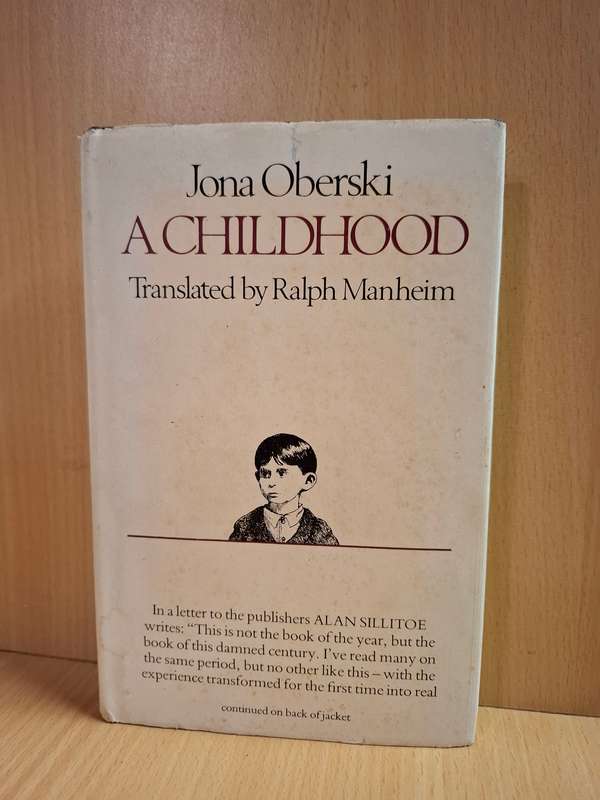 Jona Oberski
A CHILDHOOD
Translated by Ralph Manheim
In a letter to the publishers ALAN SILLITOE
writes: “This is not the book of the year, but the
book of this damned century. I've read many on
the same period, but no other like this – with the
experience transformed for the first time into real
continued on back of jacket